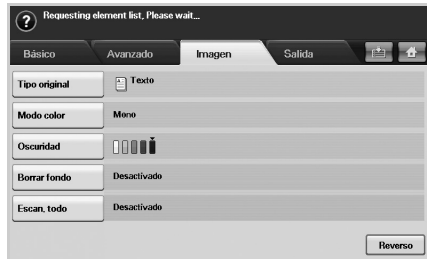 Requesting element list, Please wait...
Básico Avanzado Imagen Salida
Tipo original Texto
Modo color Mono
Oscuridad
Borrar fondo Desactivado
Escan, todo Desactivado
Reverso